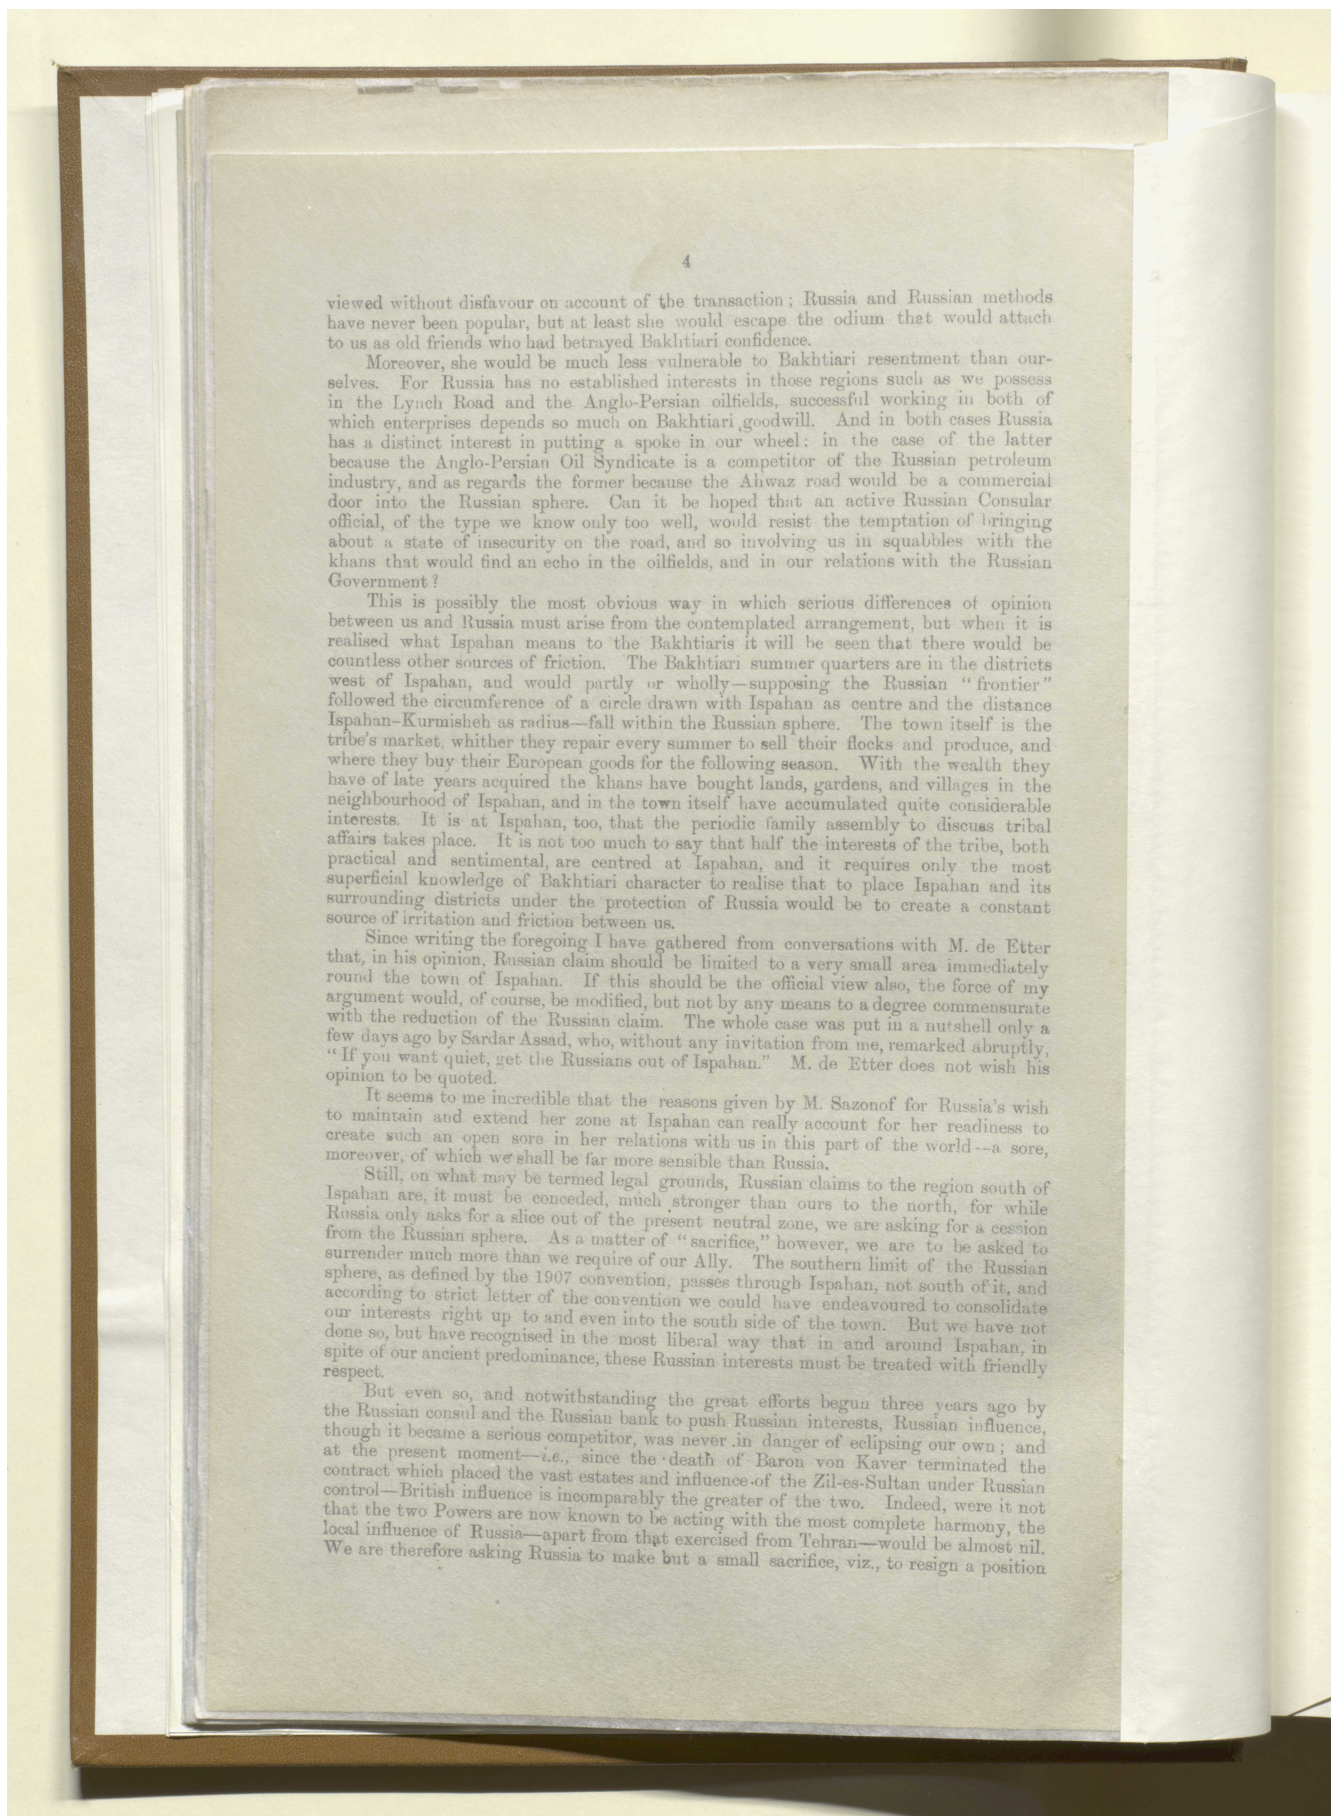 4
viewed without disfavour on account of the transaction; Russia and Russian methods
have never been popular, but at least she would escape the odium that would attach
to us as old friends who had betrayed Bakhtiari confidence.
Moreover, she would be much less vulnerable to Bakhtiari resentment than our-
selves. For Russia has no established interests in those regions such as we possess
in the Lynch Road and the Anglo-Persian oilfields, successful working in both of
which enterprises depends so much on Bakhtiari goodwill. And in both cases Russia
has a distinct interest in putting a spoke in our wheel: in the case of the latter
because the Anglo-Persian Oil Syndicate is a competitor of the Russian petroleum
industry, and as regards the former because the Ahwaz road would be a commercial
door into the Russian sphere. Can it be hoped that an active Russian Consular
official, of the type we know only too well, would resist the temptation of bringing
about a state of insecurity on the road, and so involving us in squabbles with the
khans that would find an echo in the oilfields, and in our relations with the Russian
Government?
This is possibly the most obvious way in which serious differences of opinion
between us and Russia must arise from the contemplated arrangement, but when it is
realised what Ispahan means to the Bakhtiaris it will be seen that there would be
countless other sources of friction. The Bakhtiari summer quarters are in the districts
west of Ispahan, and would partly or wholly—supposing the Russian "frontier"
followed the circumference of a circle drawn with Ispahan as centre and the distance
Ispahan-Kurmisheh as radius—fall within the Russian sphere. The town itself is the
tribe's market, whither they repair every summer to sell their flocks and produce, and
where they buy their European goods for the following season. With the wealth they
have of late years acquired the khans have bought lands, gardens, and villages in the
neighbourhood of Ispahan, and in the town itself have accumulated quite considerable
interests. It is at Ispahan, too, that the periodic family assembly to discuss tribal
affairs takes place. It is not too much to say that half the interests of the tribe, both
practical and sentimental, are centred at Ispahan, and it requires only the most
superficial knowledge of Bakhtiari character to realise that to place Ispahan and its
surrounding districts under the protection of Russia would be to create a constant
source of irritation and friction between us.
Since writing the foregoing I have gathered from conversations with M. de Etter
that, in his opinion, Russian claim should be limited to a very small area immediately
round the town of Ispahan. If this should be the official view also, the force of my
argument would, of course, be modified, but not by any means to a degree commensurate
with the reduction of the Russian claim. The whole case was put in a nutshell only a
few days ago by Sardar Assad, who, without any invitation from me, remarked abruptly,
"If you want quiet, get the Russians out of Ispahan." M. de Etter does not wish his
opinion to be quoted.
It seems to me incredible that the reasons given by M. Sazonof for Russia's wish
to maintain and extend her zone at Ispahan can really account for her readiness to
create such an open sore in her relations with us in this part of the world—a sore,
moreover, of which we shall be far more sensible than Russia.
Still, on what may be termed legal grounds, Russian claims to the region south of
Ispahan are, it must be conceded, much stronger than ours to the north, for while
Russia only asks for a slice out of the present neutral zone, we are asking for a cession
from the Russian sphere. As a matter of "sacrifice," however, we are to be asked to
surrender much more than we require of our Ally. The southern limit of the Russian
sphere, as defined by the 1907 convention, passes through Ispahan, not south of it, and
according to strict letter of the convention we could have endeavoured to consolidate
our interests right up to and even into the south side of the town. But we have not
done so, but have recognised in the most liberal way that in and around Ispahan, in
spite of our ancient predominance, these Russian interests must be treated with friendly
respect.
But even so, and notwithstanding the great efforts begun three years ago by
the Russian consul and the Russian bank to push Russian interests, Russian influence,
though it became a serious competitor, was never in danger of eclipsing our own; and
at the present moment—i.e., since the death of Baron von Kaver terminated the
contract which placed the vast estates and influence of the Zil-es-Sultan under Russian
control—British influence is incomparably the greater of the two. Indeed, were it not
that the two Powers are now known to be acting with the most complete harmony, the
local influence of Russia—apart from that exercised from Tehran—would be almost nil.
We are therefore asking Russia to make but a small sacrifice, viz., to resign a position